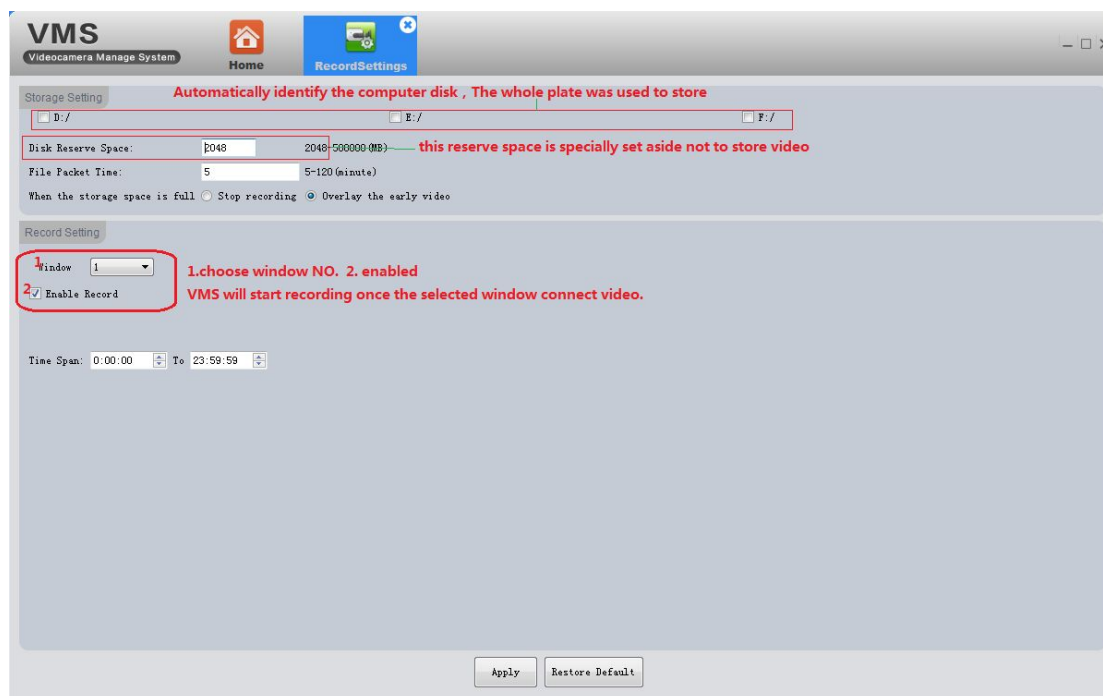 VMS
Videocamera Manage System
Home
RecordSettings
Storage Setting
Automatically identify the computer disk , The whole plate was used to store
D:/ E:/ F:/
Disk Reserve Space: 2048 2048-500000(MB) this reserve space is specially set aside not to store video
File Packet Time: 5 5-120(minute)
When the storage space is full Stop recording Overlay the early video
Record Setting
1 Window 1
1.choose window NO. 2. enabled
2 Enable Record
VMS will start recording once the selected window connect video.
Time Span: 0:00:00 To 23:59:59
Apply Restore Default